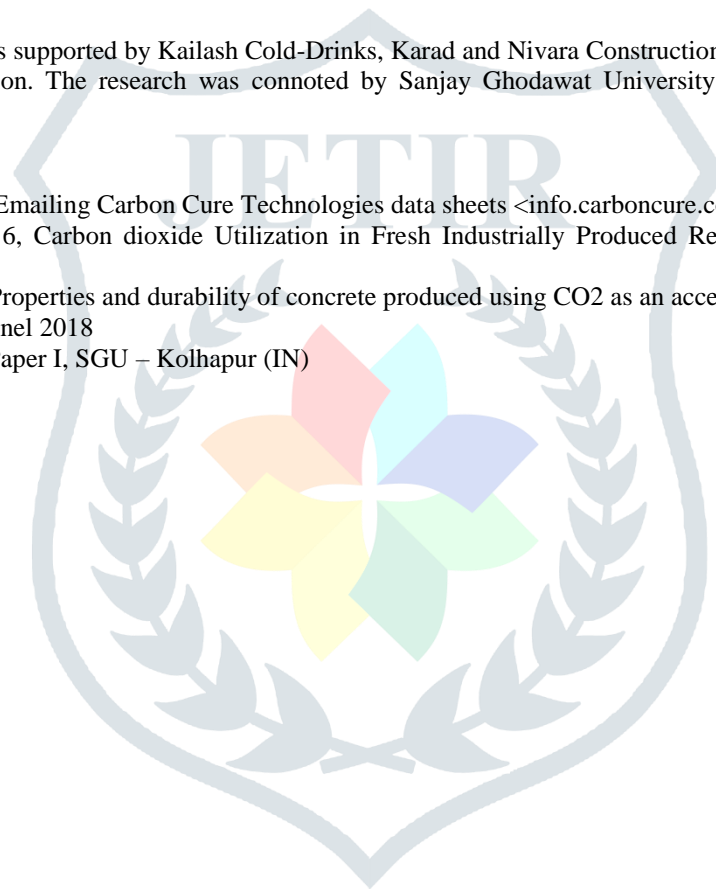 s supported by Kailash Cold-Drinks, Karad and Nivara Construction
on. The research was connoted by Sanjay Ghodawat University
JETIR
Emailing Carbon Cure Technologies data sheets <info.carboncure.c
6, Carbon dioxide Utilization in Fresh Industrially Produced Re
Properties and durability of concrete produced using CO2 as an acce
nel 2018
aper I, SGU – Kolhapur (IN)